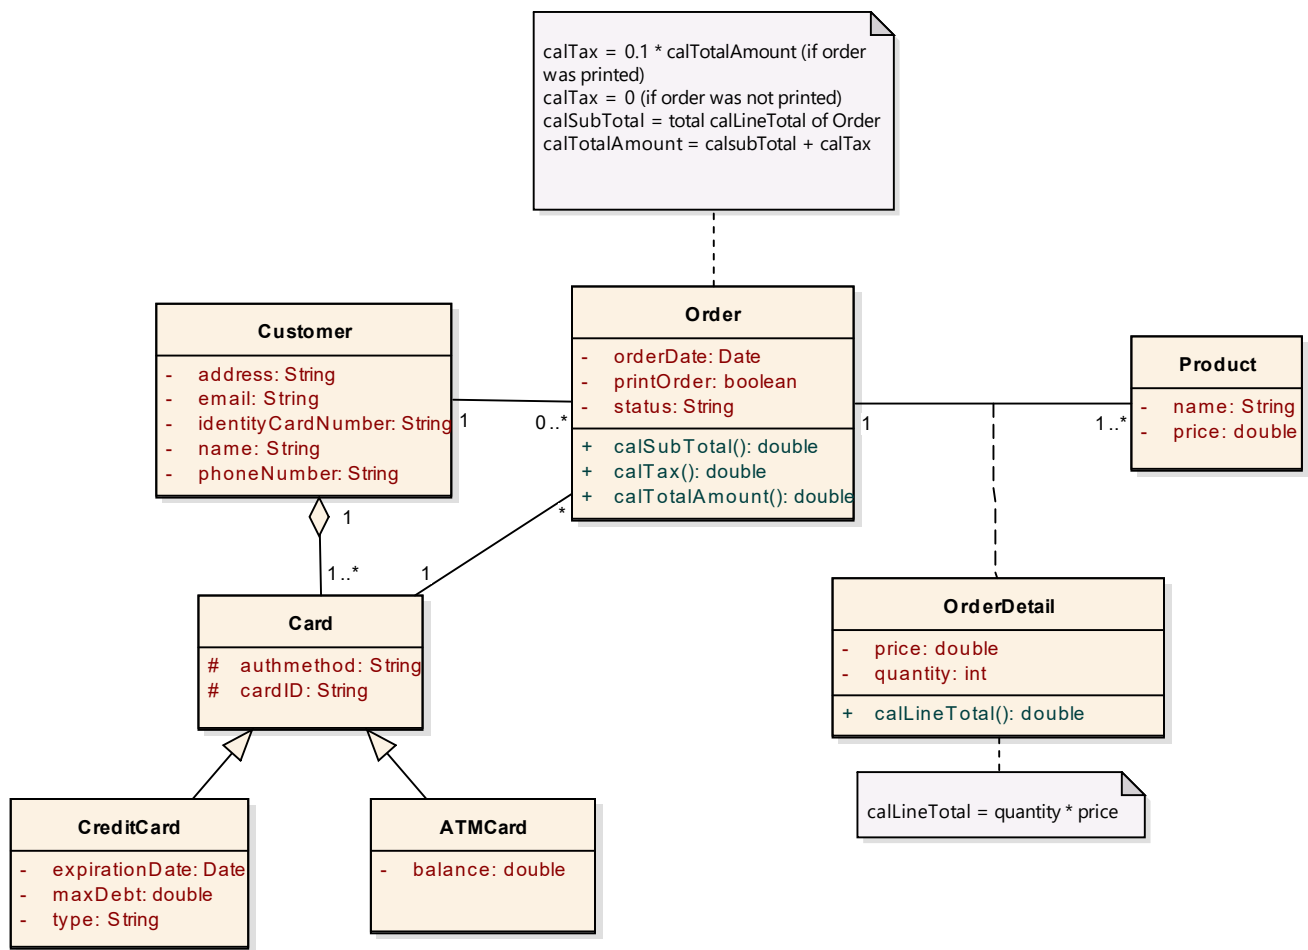 calTax = 0.1 * calTotalAmount (if order
was printed)
calTax = 0 (if order was not printed)
calSubTotal = total calLineTotal of Order
calTotalAmount = calsubTotal + calTax
Customer
- address: String
- email: String
- identityCardNumber: String
- name: String
- phoneNumber: String
Order
- orderDate: Date
- printOrder: boolean
- status: String
+ calSubTotal(): double
+ calTax(): double
+ calTotalAmount(): double
Product
- name: String
- price: double
1
0..*
1
1..*
1
1..*
1
*
Card
# authmethod: String
# cardID: String
OrderDetail
- price: double
- quantity: int
+ calLineTotal(): double
calLineTotal = quantity * price
CreditCard
- expirationDate: Date
- maxDebt: double
- type: String
ATMCard
- balance: double